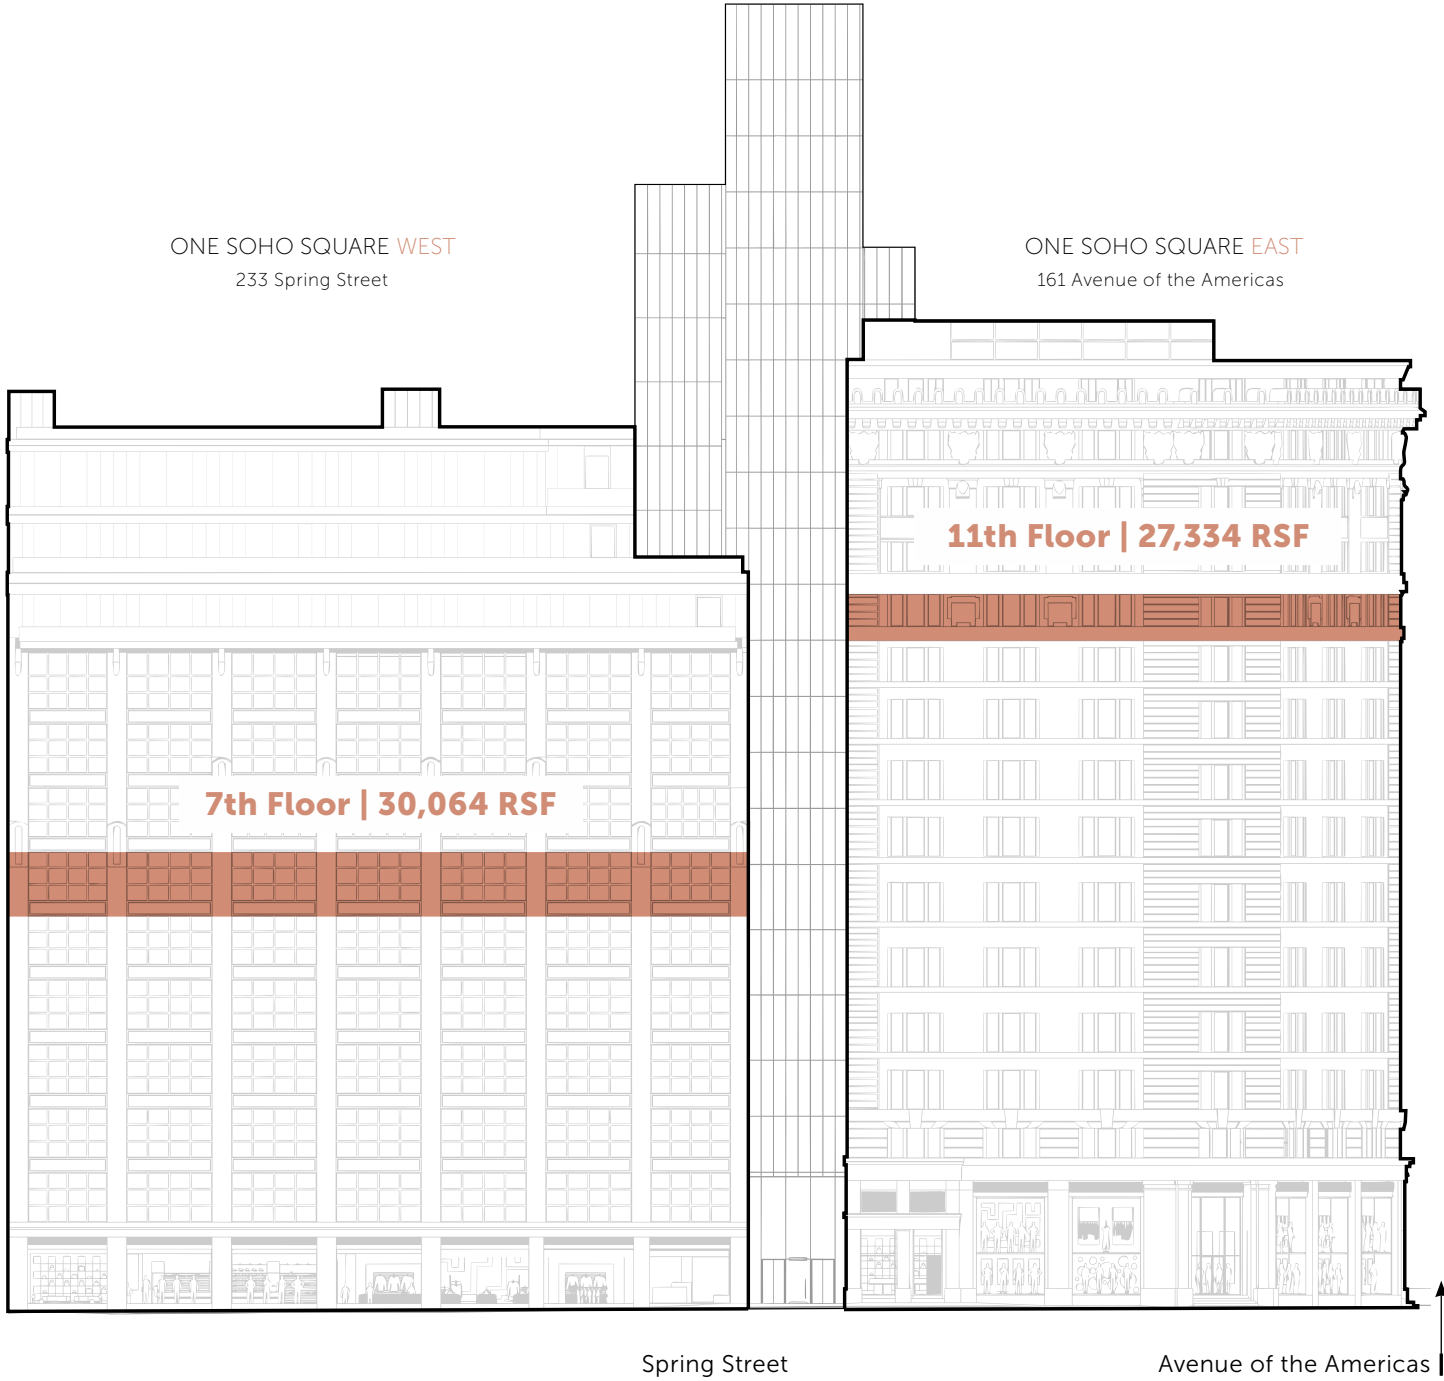 ONE SOHO SQUARE WEST
233 Spring Street
ONE SOHO SQUARE EAST
161 Avenue of the Americas
11th Floor | 27,334 RSF
7th Floor | 30,064 RSF
Spring Street
Avenue of the Americas